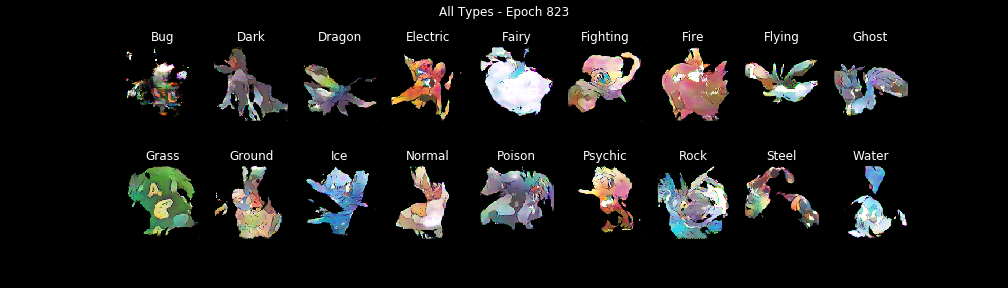 All Types - Epoch 823
Bug Dark Dragon Electric Fairy Fighting Fire Flying Ghost
Grass Ground Ice Normal Poison Psychic Rock Steel Water